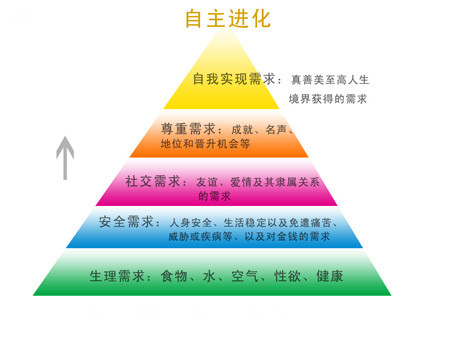 自主进化
自我实现需求：真善美至高人生
境界获得的需求
尊重需求：成就、名声、
地位和晋升机会等
社交需求：友谊、爱情及其隶属关系
的需求
安全需求：人身安全、生活稳定以及免遭痛苦、
威胁或疾病等、以及对金钱的需求
生理需求：食物、水、空气、性欲、健康